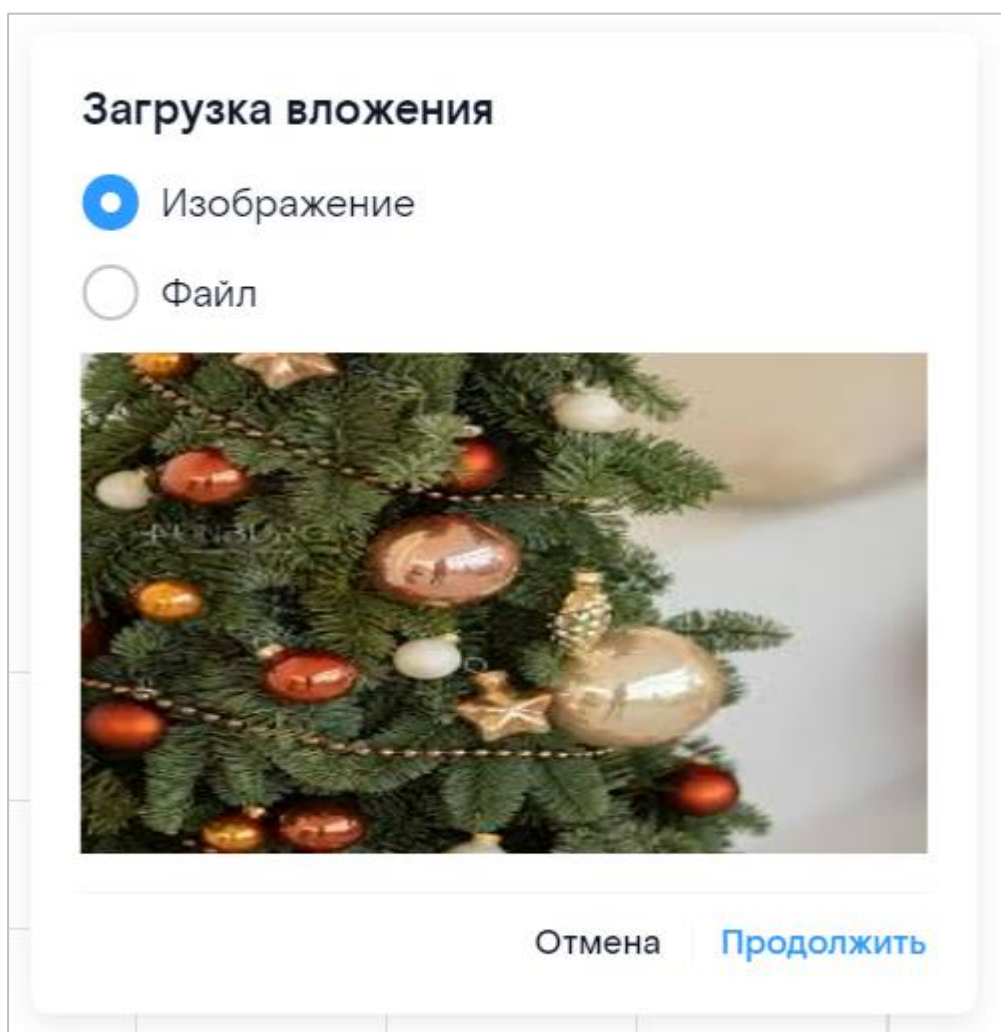 Загрузка вложения
Изображение
Файл
Отмена
Продолжить